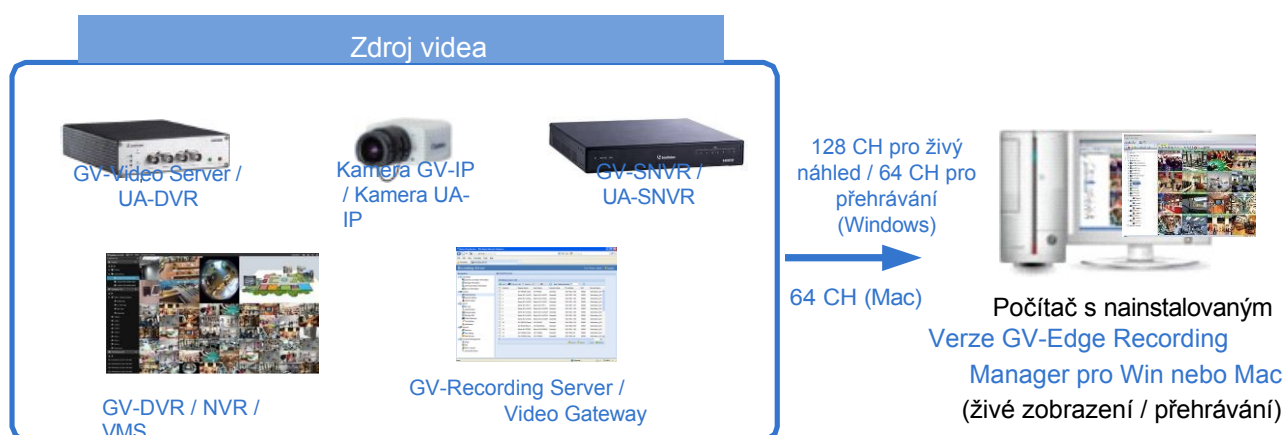 Zdroj videa
GV-Video Server /
UA-DVR
Kamera GV-IP
/ Kamera UA-
IP
GV-SNVR /
UA-SNVR
128 CH pro živý
náhled / 64 CH pro
přehrávání
(Windows)
64 CH (Mac)
GV-DVR / NVR /
VMS
GV-Recording Server /
Video Gateway
Počítač s nainstalovaným
Verze GV-Edge Recording
Manager pro Win nebo Mac
(živé zobrazení / přehrávání)